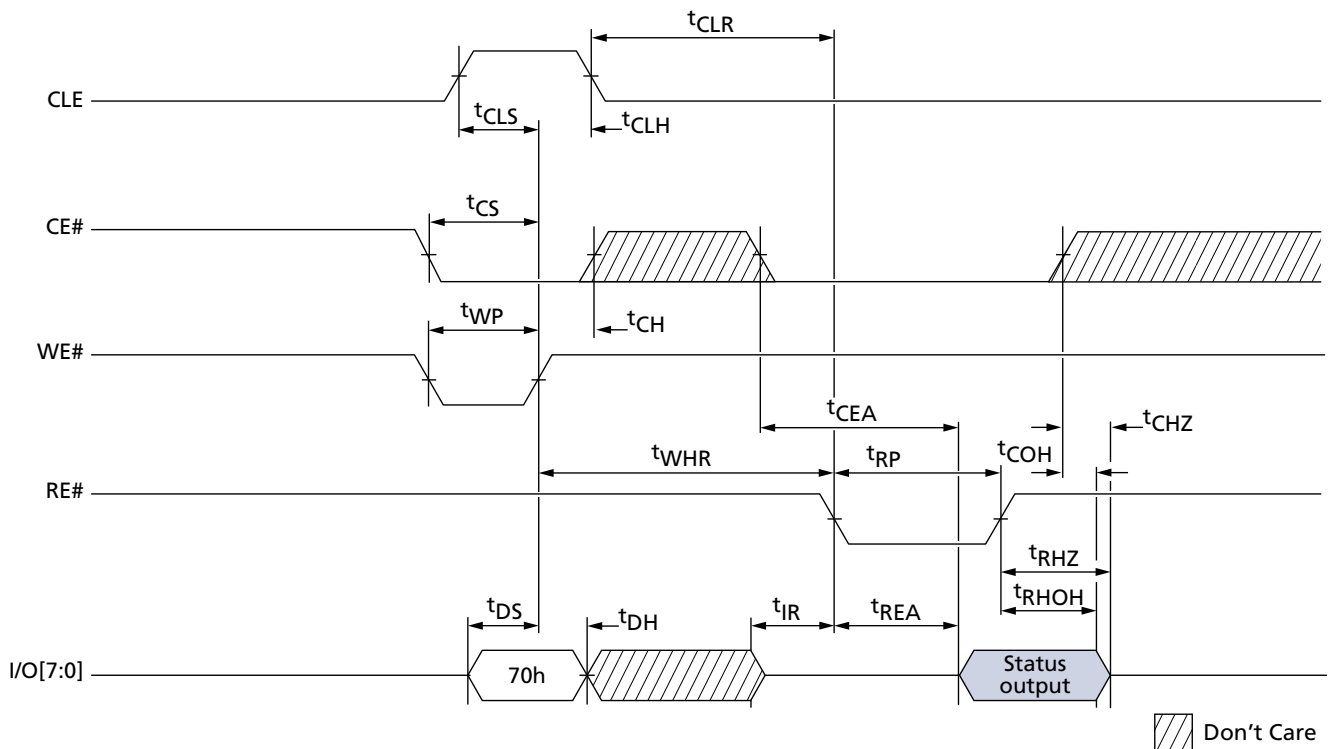 tCLR
CLE
tCLS
tCLH
tCS
CE#
tWP
tCH
WE#
tCEA
tCHZ
tWHR
tRP
tCOH
RE#
tRHZ
tRHOH
tDS
tDH
tIR
tREA
I/O[7:0]
70h
Status
output
Don't Care